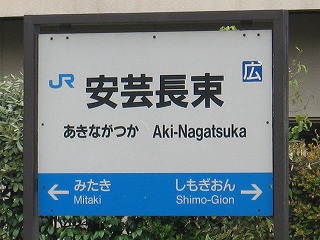 JR 安芸長束 広
あきながつか Aki-Nagatsuka
みたき しもぎおん
Mitaki Shimo-Gion